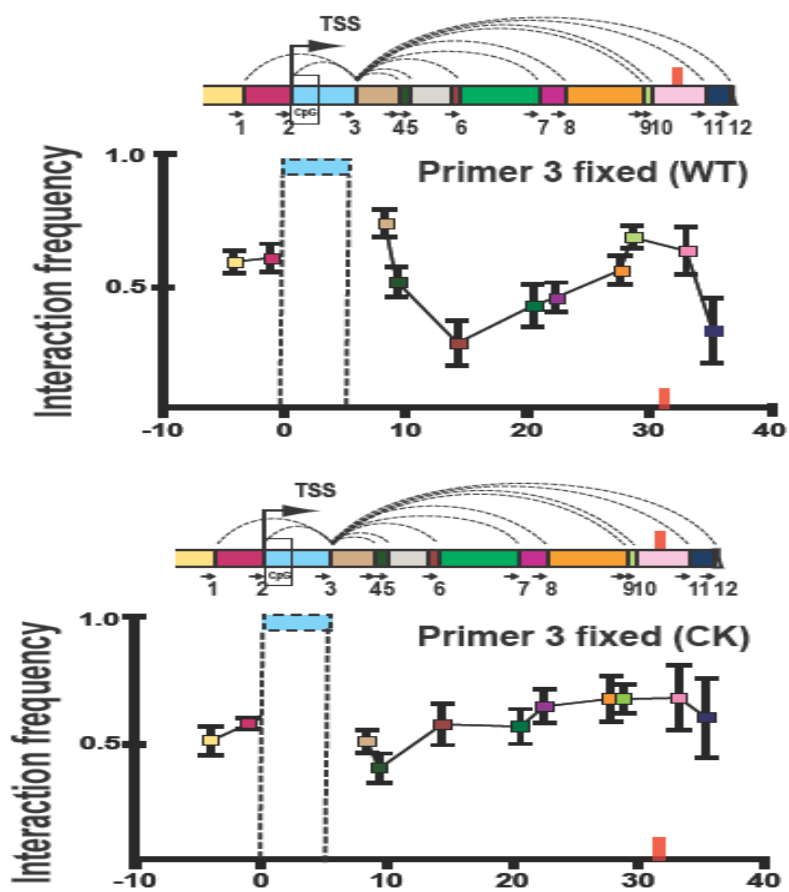 TSS
CpG
1 2 3 45 6 7 8 910 11 12
1.0
Primer 3 fixed (WT)
Interaction frequency
0.5
-10 0 10 20 30 40
TSS
CpG
1 2 3 45 6 7 8 910 11 12
1.0
Primer 3 fixed (CK)
Interaction frequency
0.5
-10 0 10 20 30 40